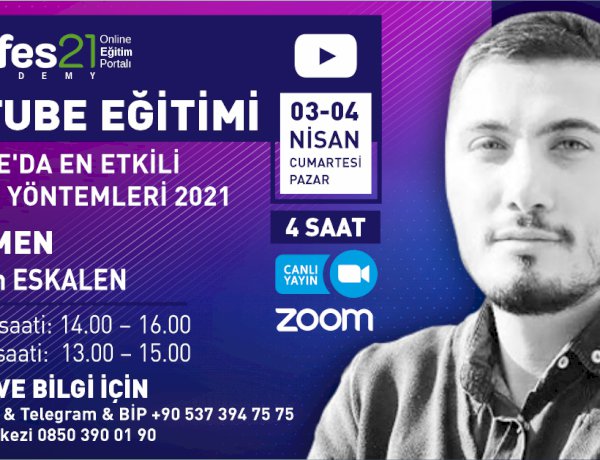 fes21 Online
Eğitim
Portalı
DEMY
TUBE EĞİTİMİ
E'DA EN ETKİLİ
YÖNTEMLERİ 2021
MEN
n ESKALEN
saati: 14.00 – 16.00
saati: 13.00 – 15.00
VE BİLGİ İÇİN
& Telegram & BİP +90 537 394 75 75
kezi 0850 390 01 90
03-04
NİSAN
CUMARTESİ
PAZAR
4 SAAT
CANLI
YAYIN
zoom